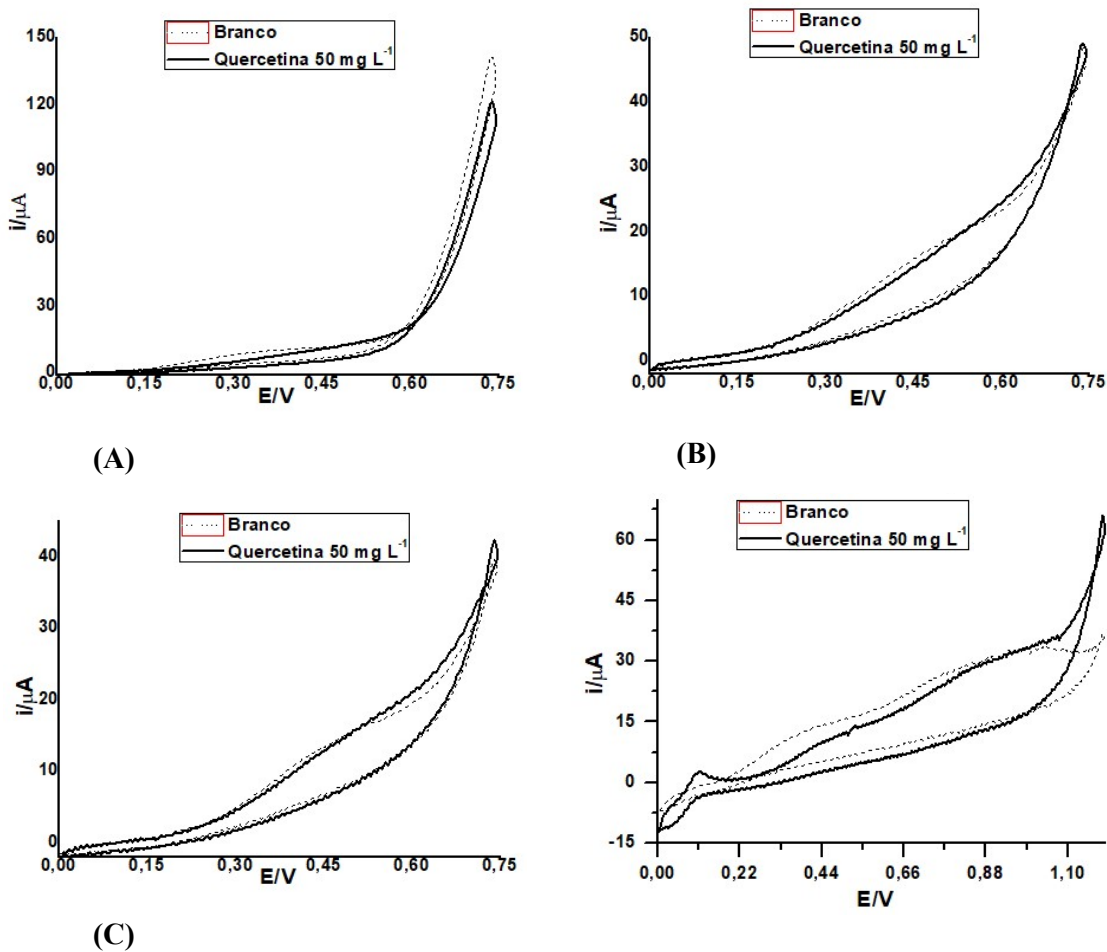 Branco
Quercetina 50 mg L⁻¹
150
120
90
60
30
0
i/µA
0,00 0,15 0,30 0,45 0,60 0,75
E/V
(A)
Branco
Quercetina 50 mg L⁻¹
50
40
30
20
10
0
i/µA
0,00 0,15 0,30 0,45 0,60 0,75
E/V
(B)
Branco
Quercetina 50 mg L⁻¹
40
30
20
10
0
i/µA
0,00 0,15 0,30 0,45 0,60 0,75
E/V
(C)
Branco
Quercetina 50 mg L⁻¹
60
45
30
15
0
-15
i/µA
0,00 0,22 0,44 0,66 0,88 1,10
E/V